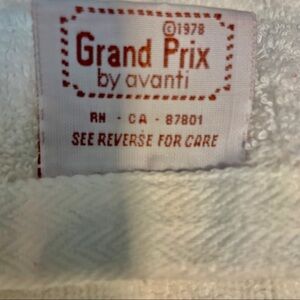 ©1978
Grand Prix
by avanti
RN - CA - 87801
SEE REVERSE FOR CARE